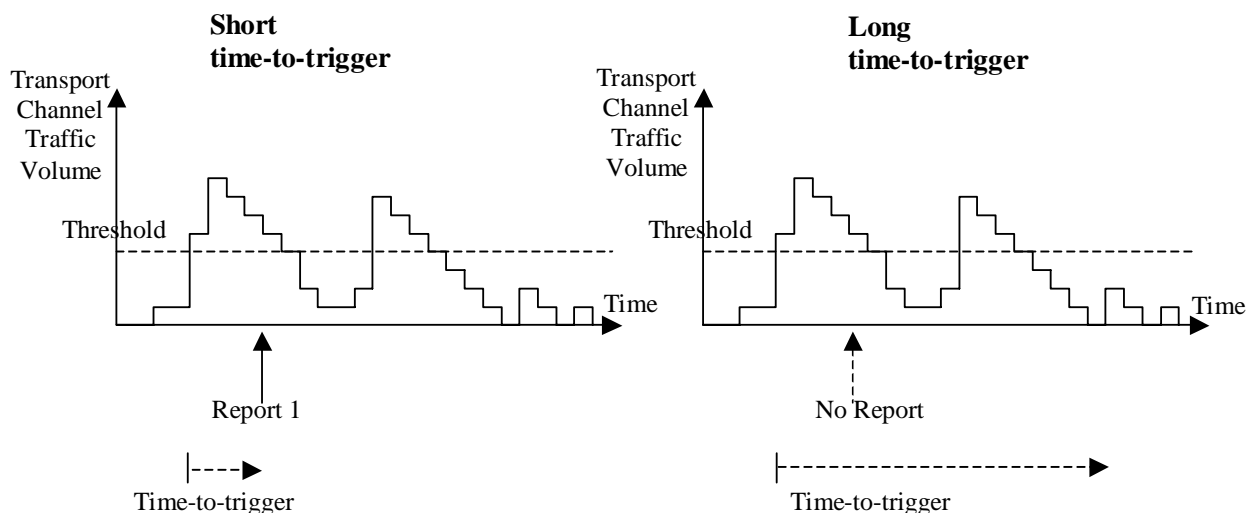 Short
time-to-trigger
Transport
Channel
Traffic
Volume
Threshold
Time
Report 1
Time-to-trigger
Long
time-to-trigger
Transport
Channel
Traffic
Volume
Threshold
Time
No Report
Time-to-trigger